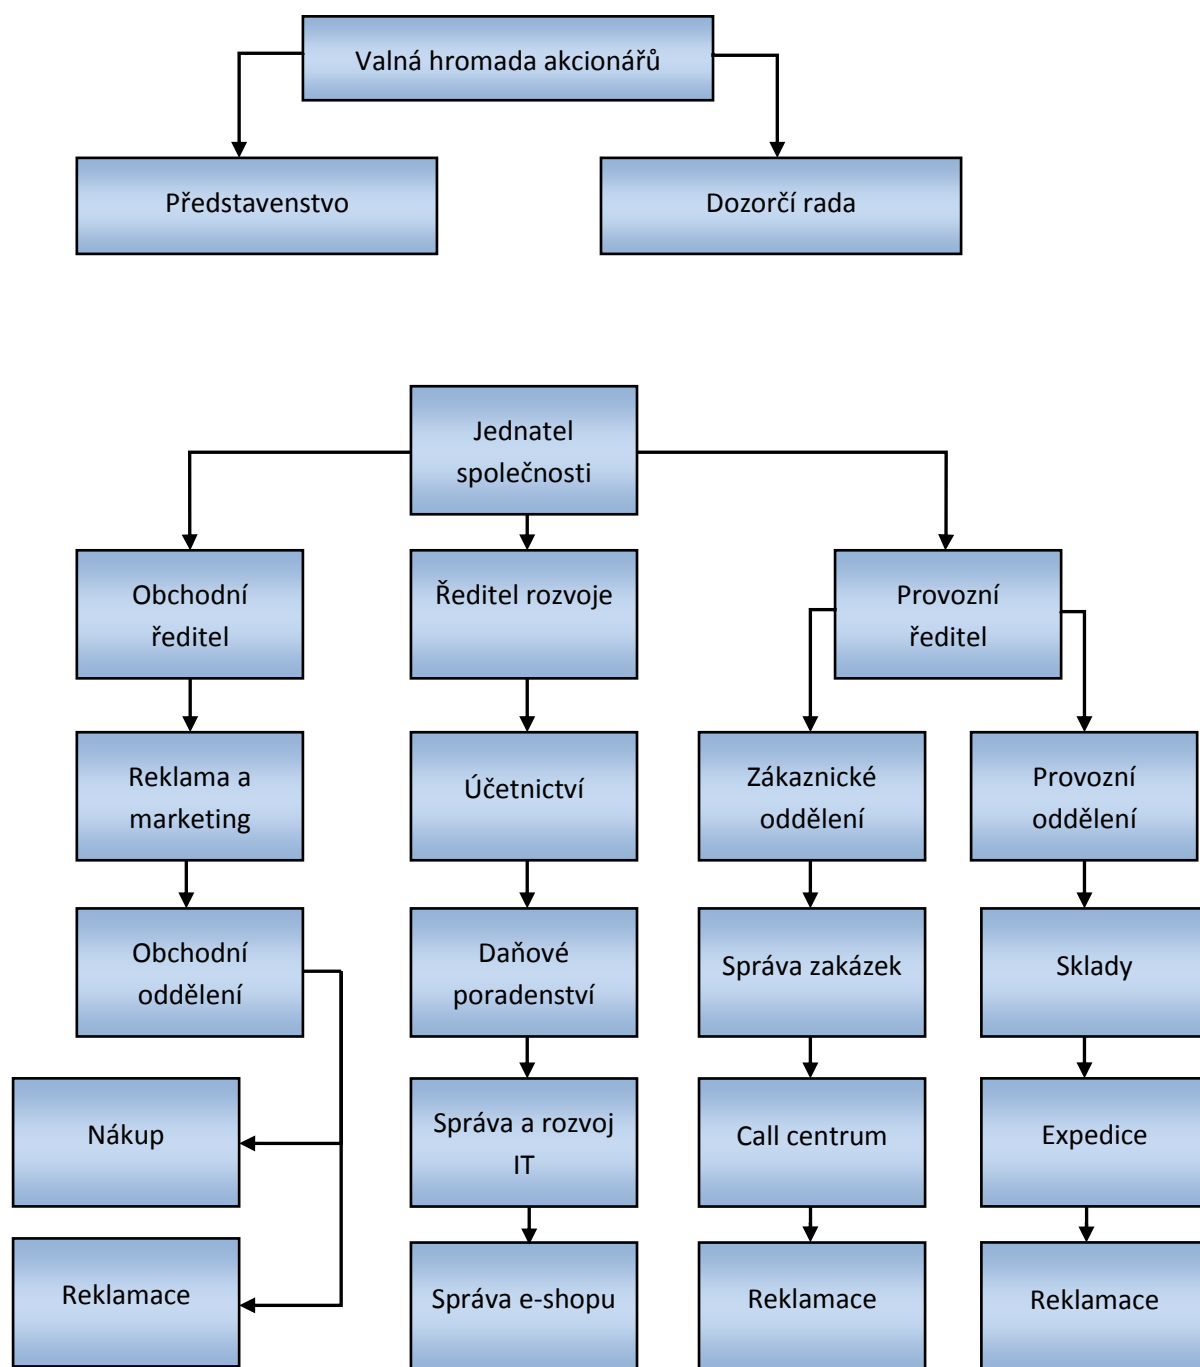 Valná hromada akcionářů
Představenstvo
Dozorčí rada
Jednatel
společnosti
Obchodní
ředitel
Ředitel rozvoje
Provozní
ředitel
Reklama a
marketing
Účetnictví
Zákaznické
oddělení
Provozní
oddělení
Obchodní
oddělení
Daňové
poradenství
Správa zakázek
Sklady
Nákup
Správa a rozvoj
IT
Call centrum
Expedice
Reklamace
Správa e-shopu
Reklamace
Reklamace